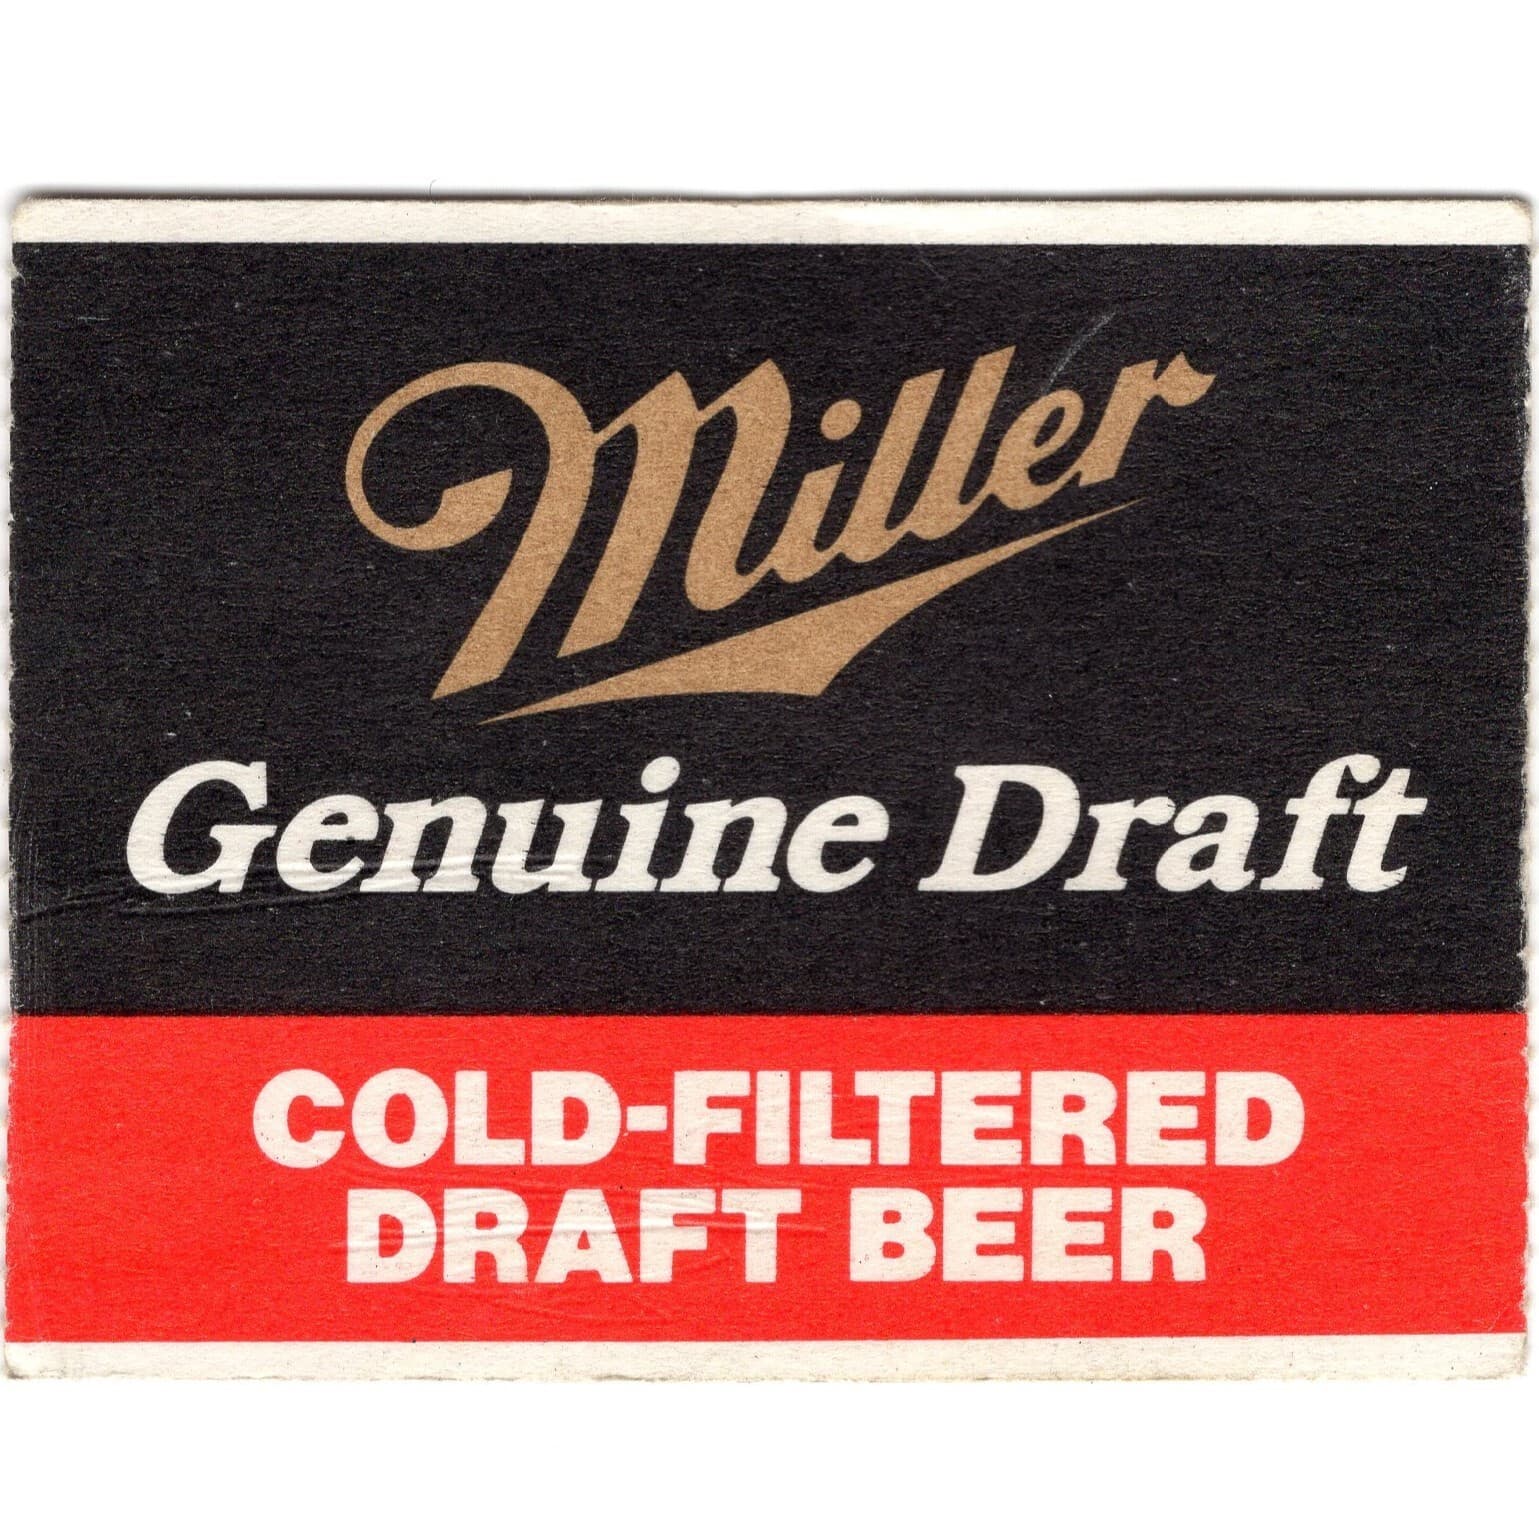 Miller
Genuine Draft
COLD-FILTERED
DRAFT BEER